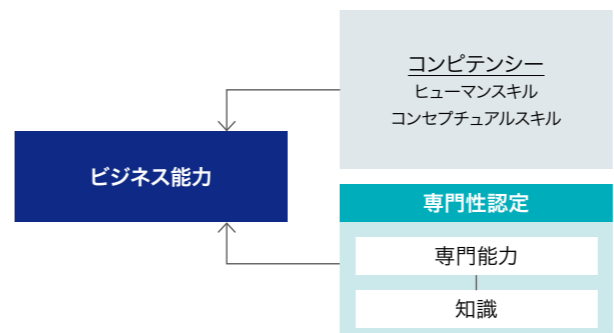 コンピテンシー
ヒューマンスキル
コンセプチュアルスキル
ビジネス能力
専門性認定
専門能力
知識